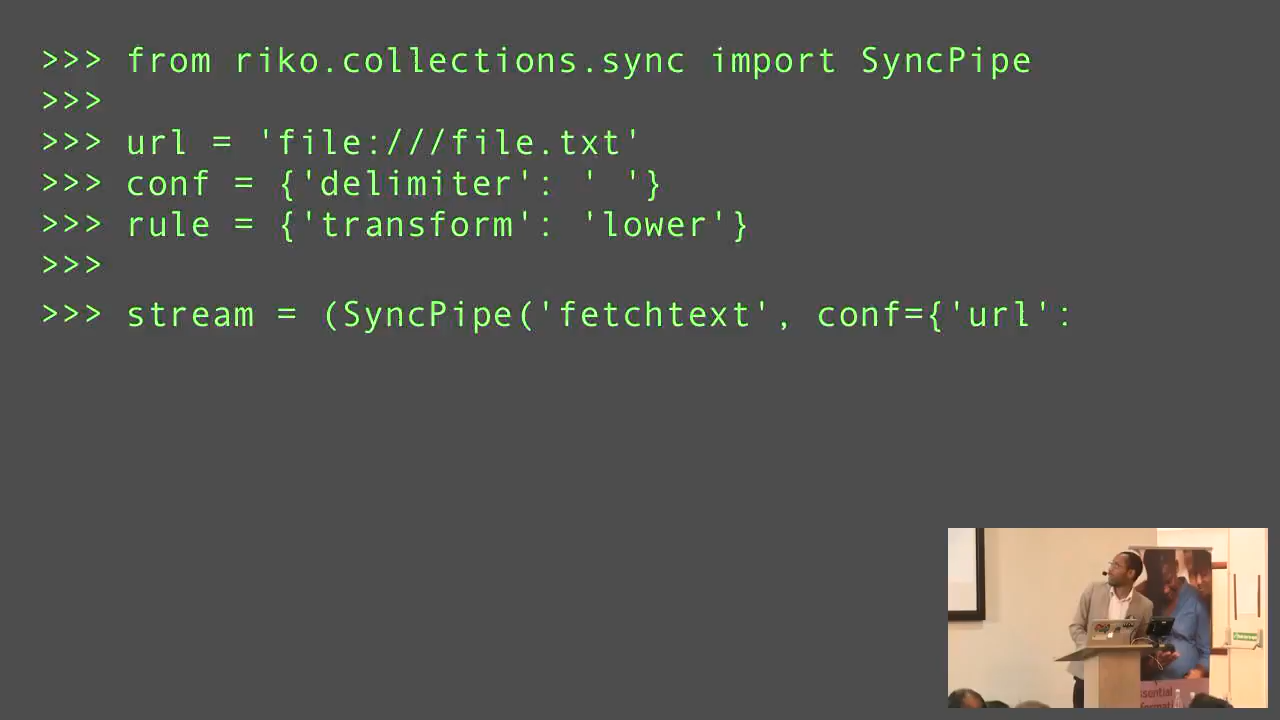 >>> from riko.collections.sync import SyncPipe
>>>
>>> url = 'file:///file.txt'
>>> conf = {'delimiter': ' '}
>>> rule = {'transform': 'lower'}
>>>
>>> stream = (SyncPipe('fetchtext', conf={'url':